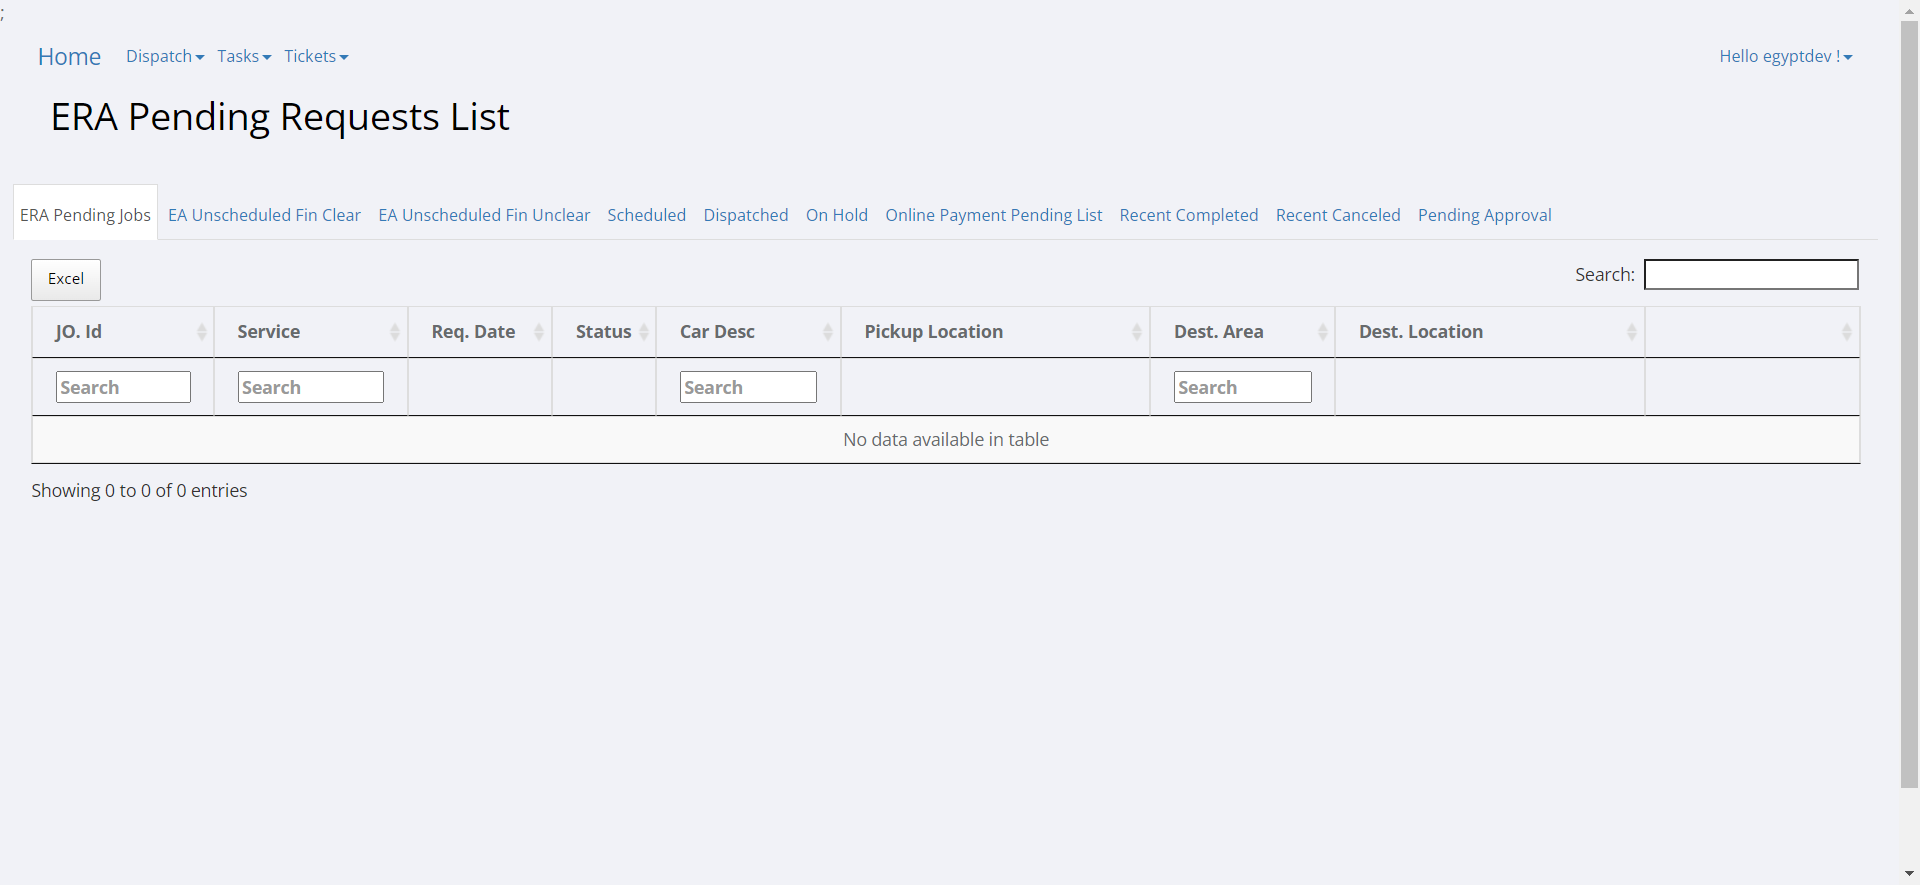 ;
Home Dispatch Tasks Tickets Hello egyptdev !
ERA Pending Requests List
ERA Pending Jobs EA Unscheduled Fin Clear EA Unscheduled Fin Unclear Scheduled Dispatched On Hold Online Payment Pending List Recent Completed Recent Canceled Pending Approval
Excel Search:
JO. Id Service Req. Date Status Car Desc Pickup Location Dest. Area Dest. Location
Search Search Search Search
No data available in table
Showing 0 to 0 of 0 entries